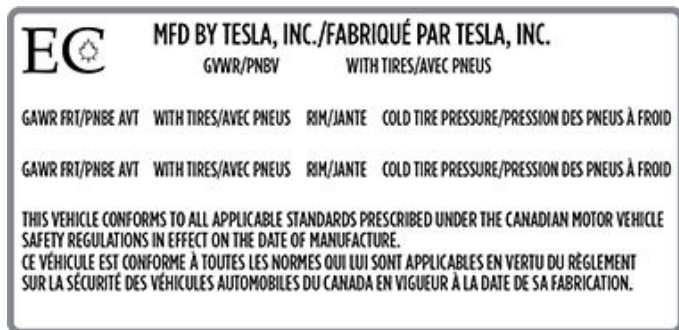 EC
MFD BY TESLA, INC./FABRIQUÉ PAR TESLA, INC.
GVWR/PNBV WITH TIRES/AVEC PNEUS
GAWR FRT/PNBE AVT WITH TIRES/AVEC PNEUS RIM/JANTE COLD TIRE PRESSURE/PRESSION DES PNEUS À FROID
GAWR FRT/PNBE AVT WITH TIRES/AVEC PNEUS RIM/JANTE COLD TIRE PRESSURE/PRESSION DES PNEUS À FROID
THIS VEHICLE CONFORMS TO ALL APPLICABLE STANDARDS PRESCRIBED UNDER THE CANADIAN MOTOR VEHICLE
SAFETY REGULATIONS IN EFFECT ON THE DATE OF MANUFACTURE.
CE VÉHICULE EST CONFORME À TOUTES LES NORMES QUI LUI SONT APPLICABLES EN VERTU DU RÈGLEMENT
SUR LA SÉCURITÉ DES VÉHICULES AUTOMOBILES DU CANADA EN VIGUEUR À LA DATE DE SA FABRICATION.